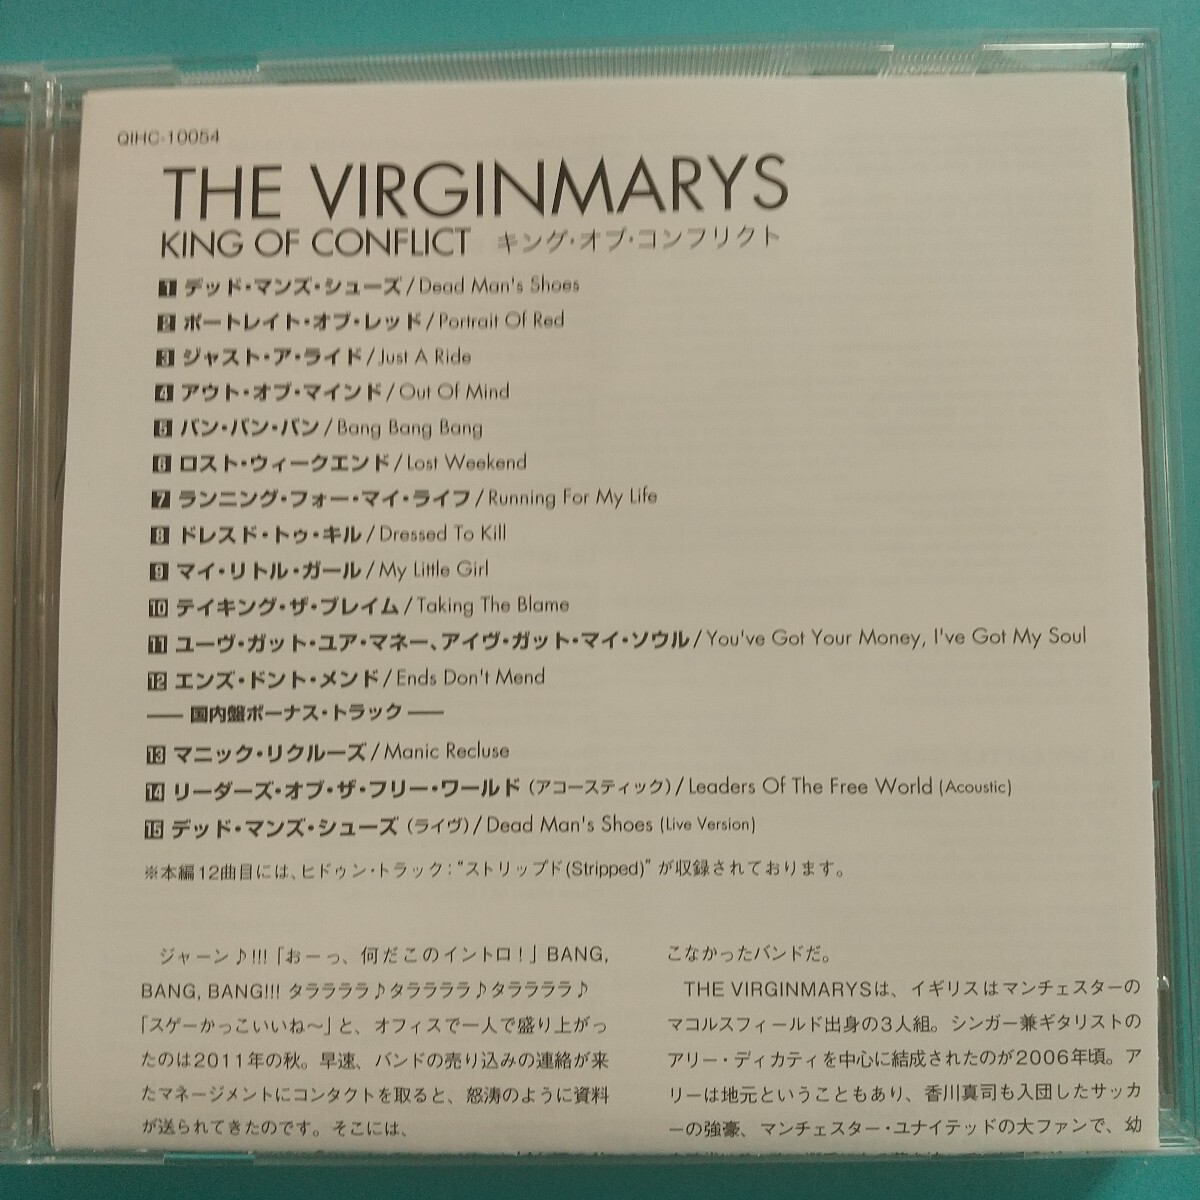 QIHC-10054
THE VIRGINMARYS
KING OF CONFLICT キング・オブ・コンフリクト
1 デッド・マンズ・シューズ/Dead Man's Shoes
2 ポートレイト・オブ・レッド/Portrait Of Red
3 ジャスト・ア・ライド/Just A Ride
4 アウト・オブ・マインド/Out Of Mind
5 バン・バン・バン/Bang Bang Bang
6 ロスト・ウィークエンド/Lost Weekend
7 ランニング・フォー・マイ・ライフ/Running For My Life
8 ドレスド・トゥ・キル/Dressed To Kill
9 マイ・リトル・ガール/My Little Girl
10 テイキング・ザ・ブレイム/Taking The Blame
11 ユーヴ・ガット・ユア・マネー、アイヴ・ガット・マイ・ソウル/You've Got Your Money, I've Got My Soul
12 エンズ・ドント・メンド/Ends Don't Mend
—— 国内盤ボーナス・トラック ——
13 マニック・リクルーズ/Manic Recluse
14 リーダーズ・オブ・ザ・フリー・ワールド (アコースティック)/Leaders Of The Free World (Acoustic)
15 デッド・マンズ・シューズ (ライヴ)/Dead Man's Shoes (Live Version)
※本編12曲目には、ヒドゥン・トラック:“ストリップド(Stripped)” が収録されております。
ジャーン♪!!!「おーっ、何だこのイントロ!」BANG,
BANG, BANG!!! タララララ♪タララララ♪タララララ♪
「スゲーかっこいいね〜」と、オフィスで一人で盛り上がっ
たのは2011年の秋。早速、バンドの売り込みの連絡が来
たマネージメントにコンタクトを取ると、怒涛のように資料
が送られてきたのです。そこには、
こなかったバンドだ。
THE VIRGINMARYSは、イギリスはマンチェスターの
マコルスフィールド出身の3人組。シンガー兼ギタリストの
アリー・ディカティを中心に結成されたのが2006年頃。ア
リーは地元ということもあり、香川真司も入団したサッカ
ーの強豪、マンチェスター・ユナイテッドの大ファンで、幼